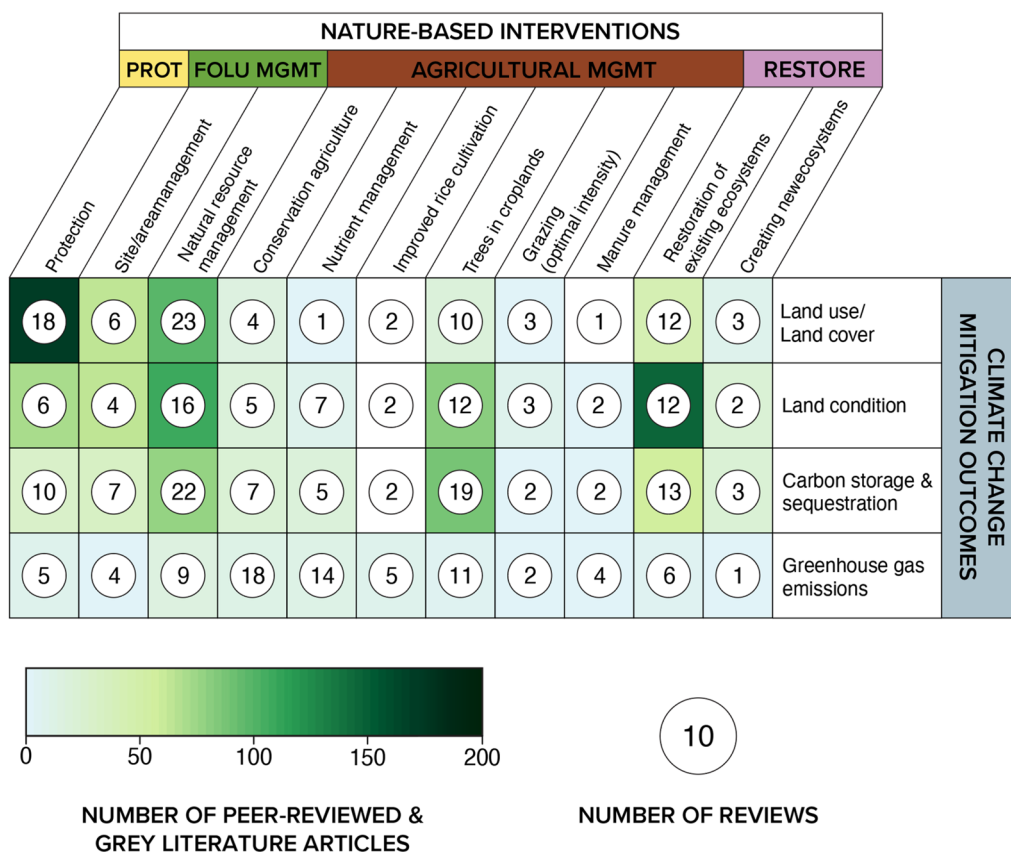 NATURE-BASED INTERVENTIONS
PROT FOLU MGMT AGRICULTURAL MGMT RESTORE
Protection
Site/areamanagement
Natural resource
management
Conservation agriculture
Nutrient management
Improved rice cultivation
Trees in croplands
Grazing
(optimal intensity)
Manure management
Restoration of
existing ecosystems
Creating newecosystems
18 6 23 4 1 2 10 3 1 12 3 Land use/
Land cover
6 4 16 5 7 2 12 3 2 12 2 Land condition
10 7 22 7 5 2 19 2 2 13 3 Carbon storage &
sequestration
5 4 9 18 14 5 11 2 4 6 1 Greenhouse gas
emissions
CLIMATE CHANGE
MITIGATION OUTCOMES
0 50 100 150 200
NUMBER OF PEER-REVIEWED &
GREY LITERATURE ARTICLES
10
NUMBER OF REVIEWS